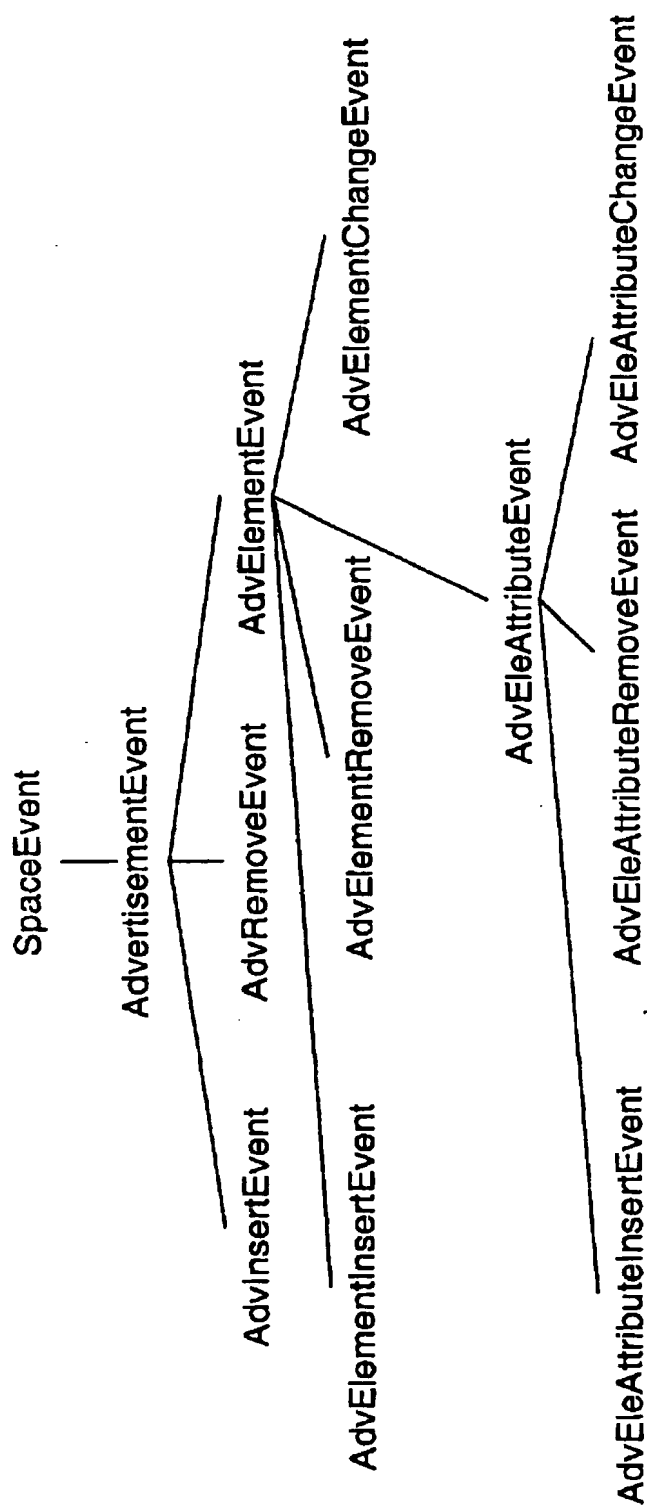 SpaceEvent
AdvertisementEvent
AdvInsertEvent AdvRemoveEvent AdvElementEvent
AdvElementInsertEvent AdvElementRemoveEvent AdvElementChangeEvent
AdvEleAttributeEvent
AdvEleAttributeInsertEvent AdvEleAttributeRemoveEvent AdvEleAttributeChangeEvent